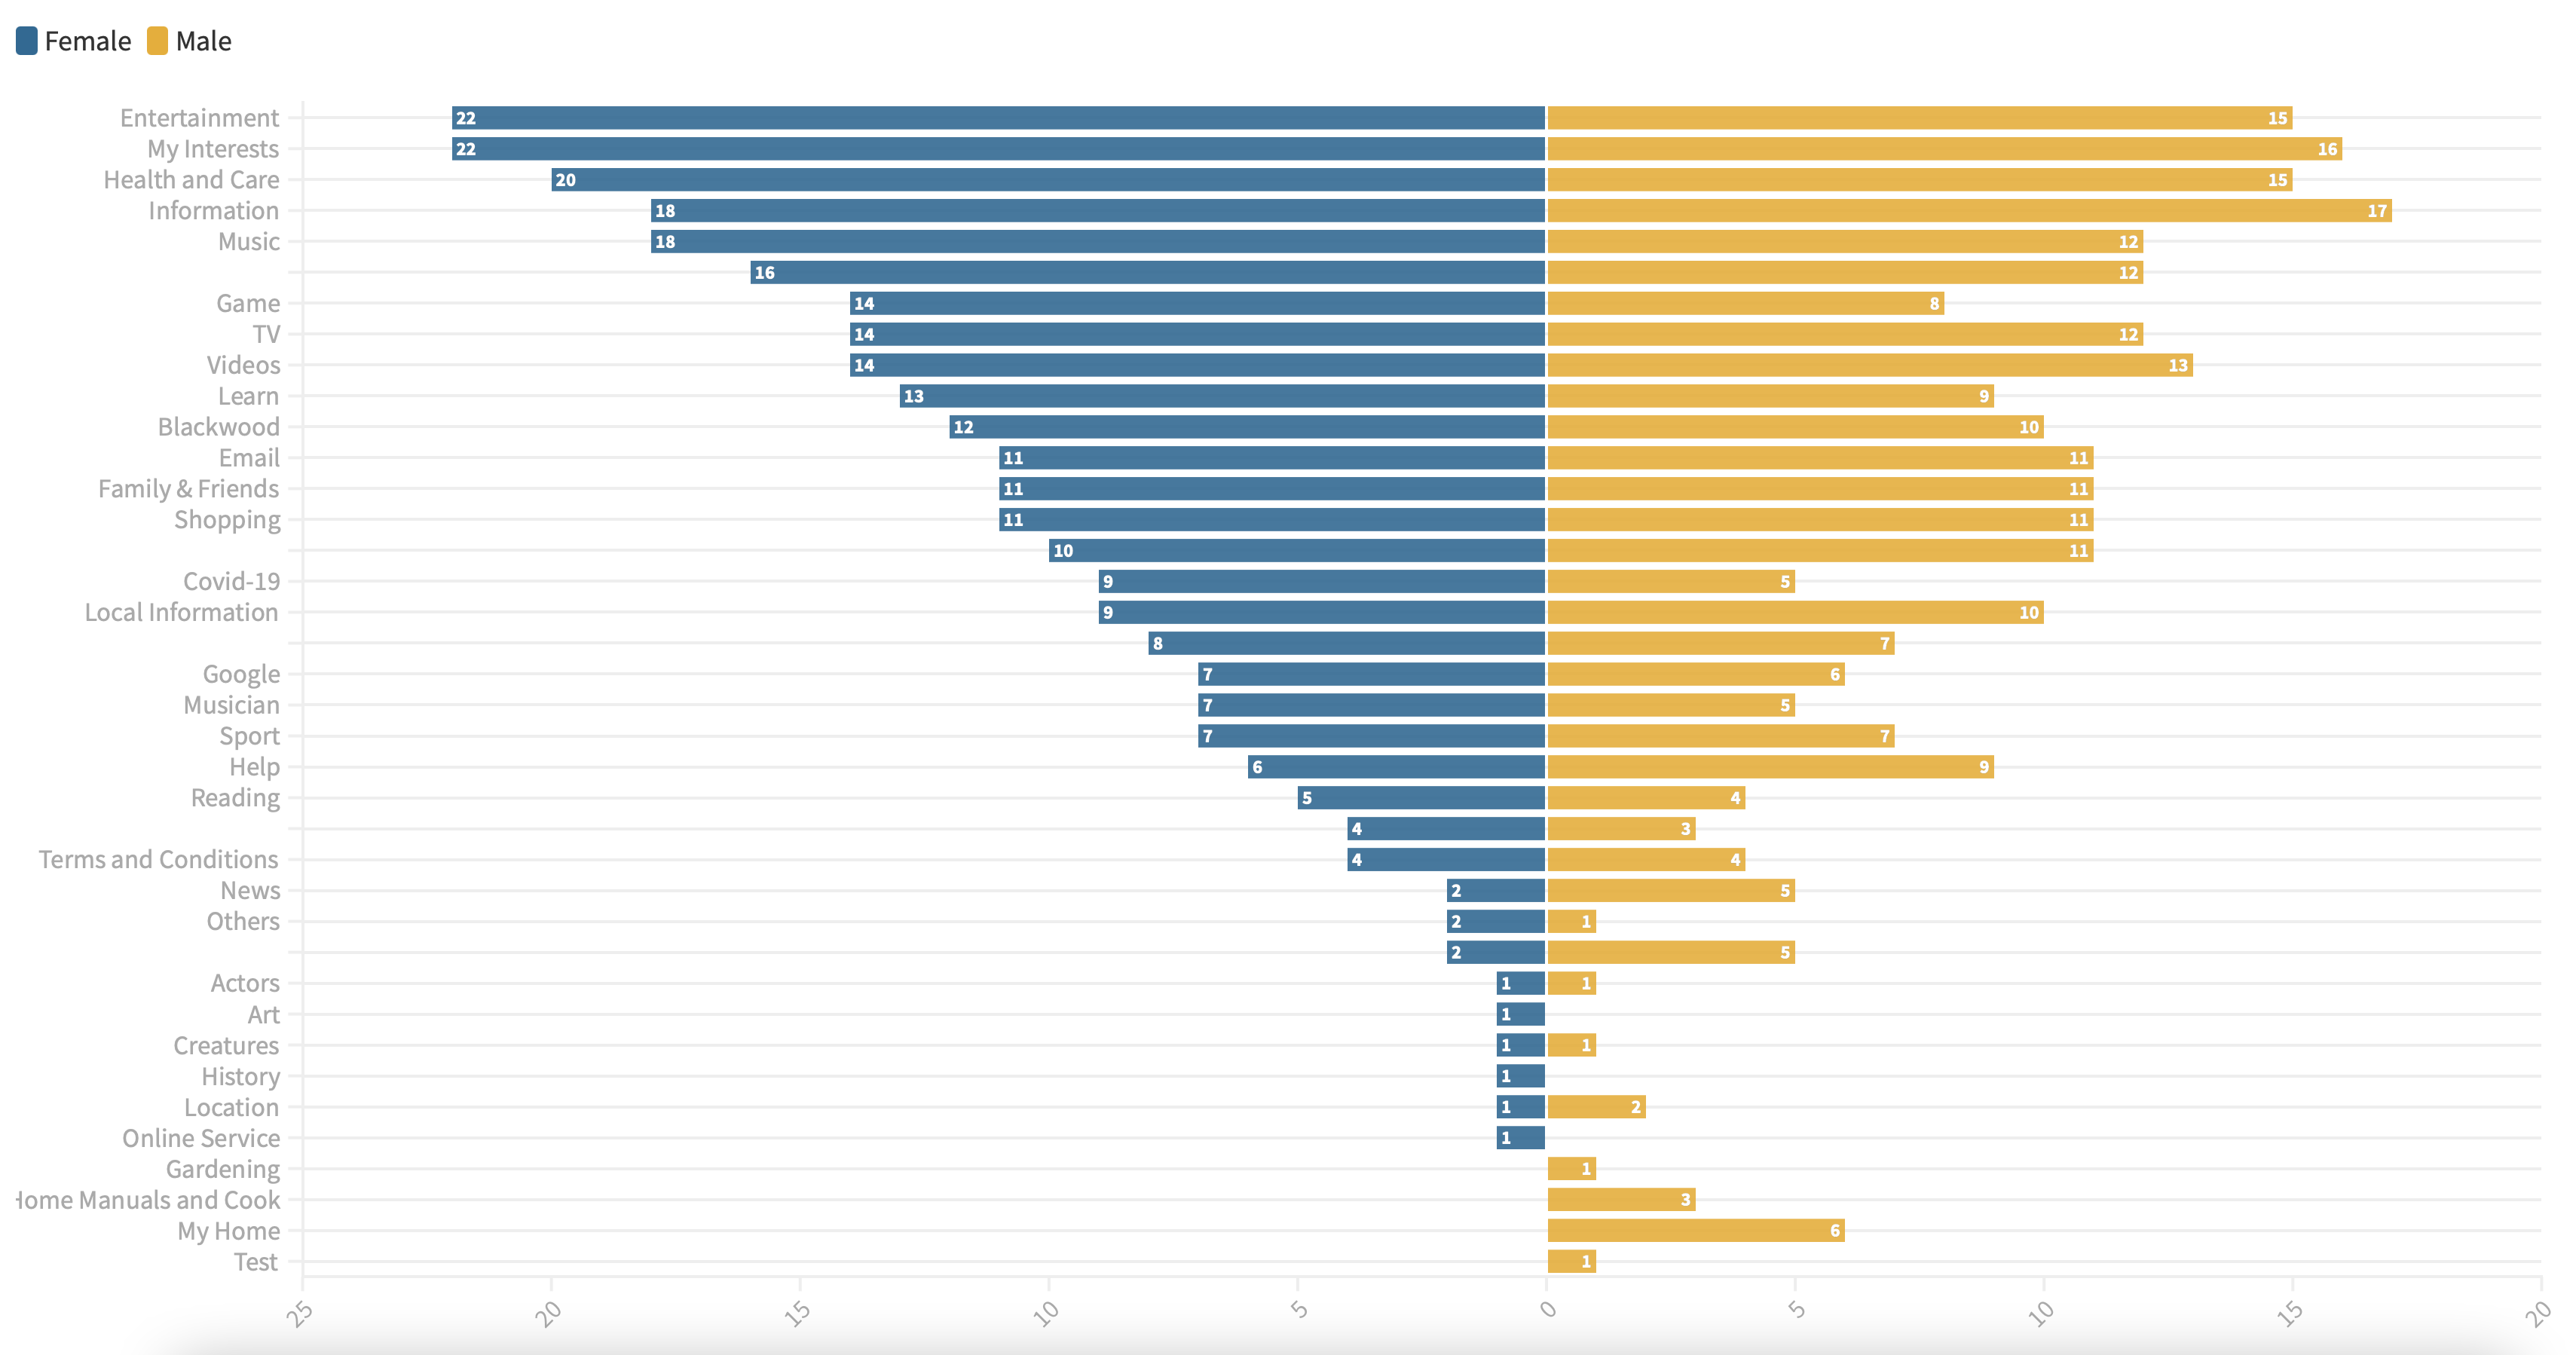 Female Male
Entertainment 22 15
My Interests 22 16
Health and Care 20 15
Information 18 17
Music 18 12
16 12
Game 14 8
TV 14 12
Videos 14 13
Learn 13 9
Blackwood 12 10
Email 11 11
Family & Friends 11 11
Shopping 11 11
10 11
Covid-19 9 5
Local Information 9 10
8 7
Google 7 6
Musician 7 5
Sport 7 7
Help 6 9
Reading 5 4
4 3
Terms and Conditions 4 4
News 2 5
Others 2 1
2 5
Actors 1 1
Art 1
Creatures 1 1
History 1
Location 1 2
Online Service 1
Gardening 1
Manuals and Cook 3
My Home 6
Test 1
25 20 15 10 5 0 5 10 15 20